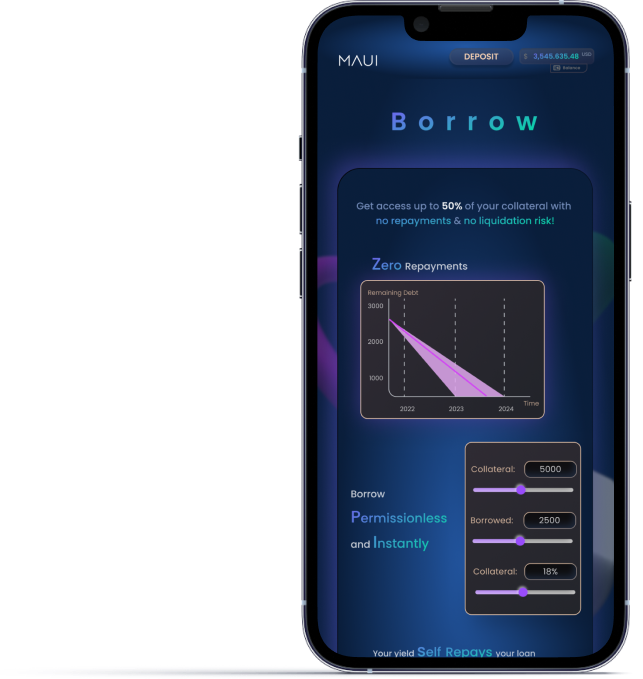 MAUI
DEPOSIT
$ 3,545,635.48 USD
Balance
Borrow
Get access up to 50% of your collateral with
no repayments & no liquidation risk!
Zero Repayments
Remaining Debt
3000
2000
1000
2022 2023 2024
Time
Borrow
Permissionless
and Instantly
Collateral: 5000
Borrowed: 2500
Collateral: 18%
Your yield Self Repays your loan